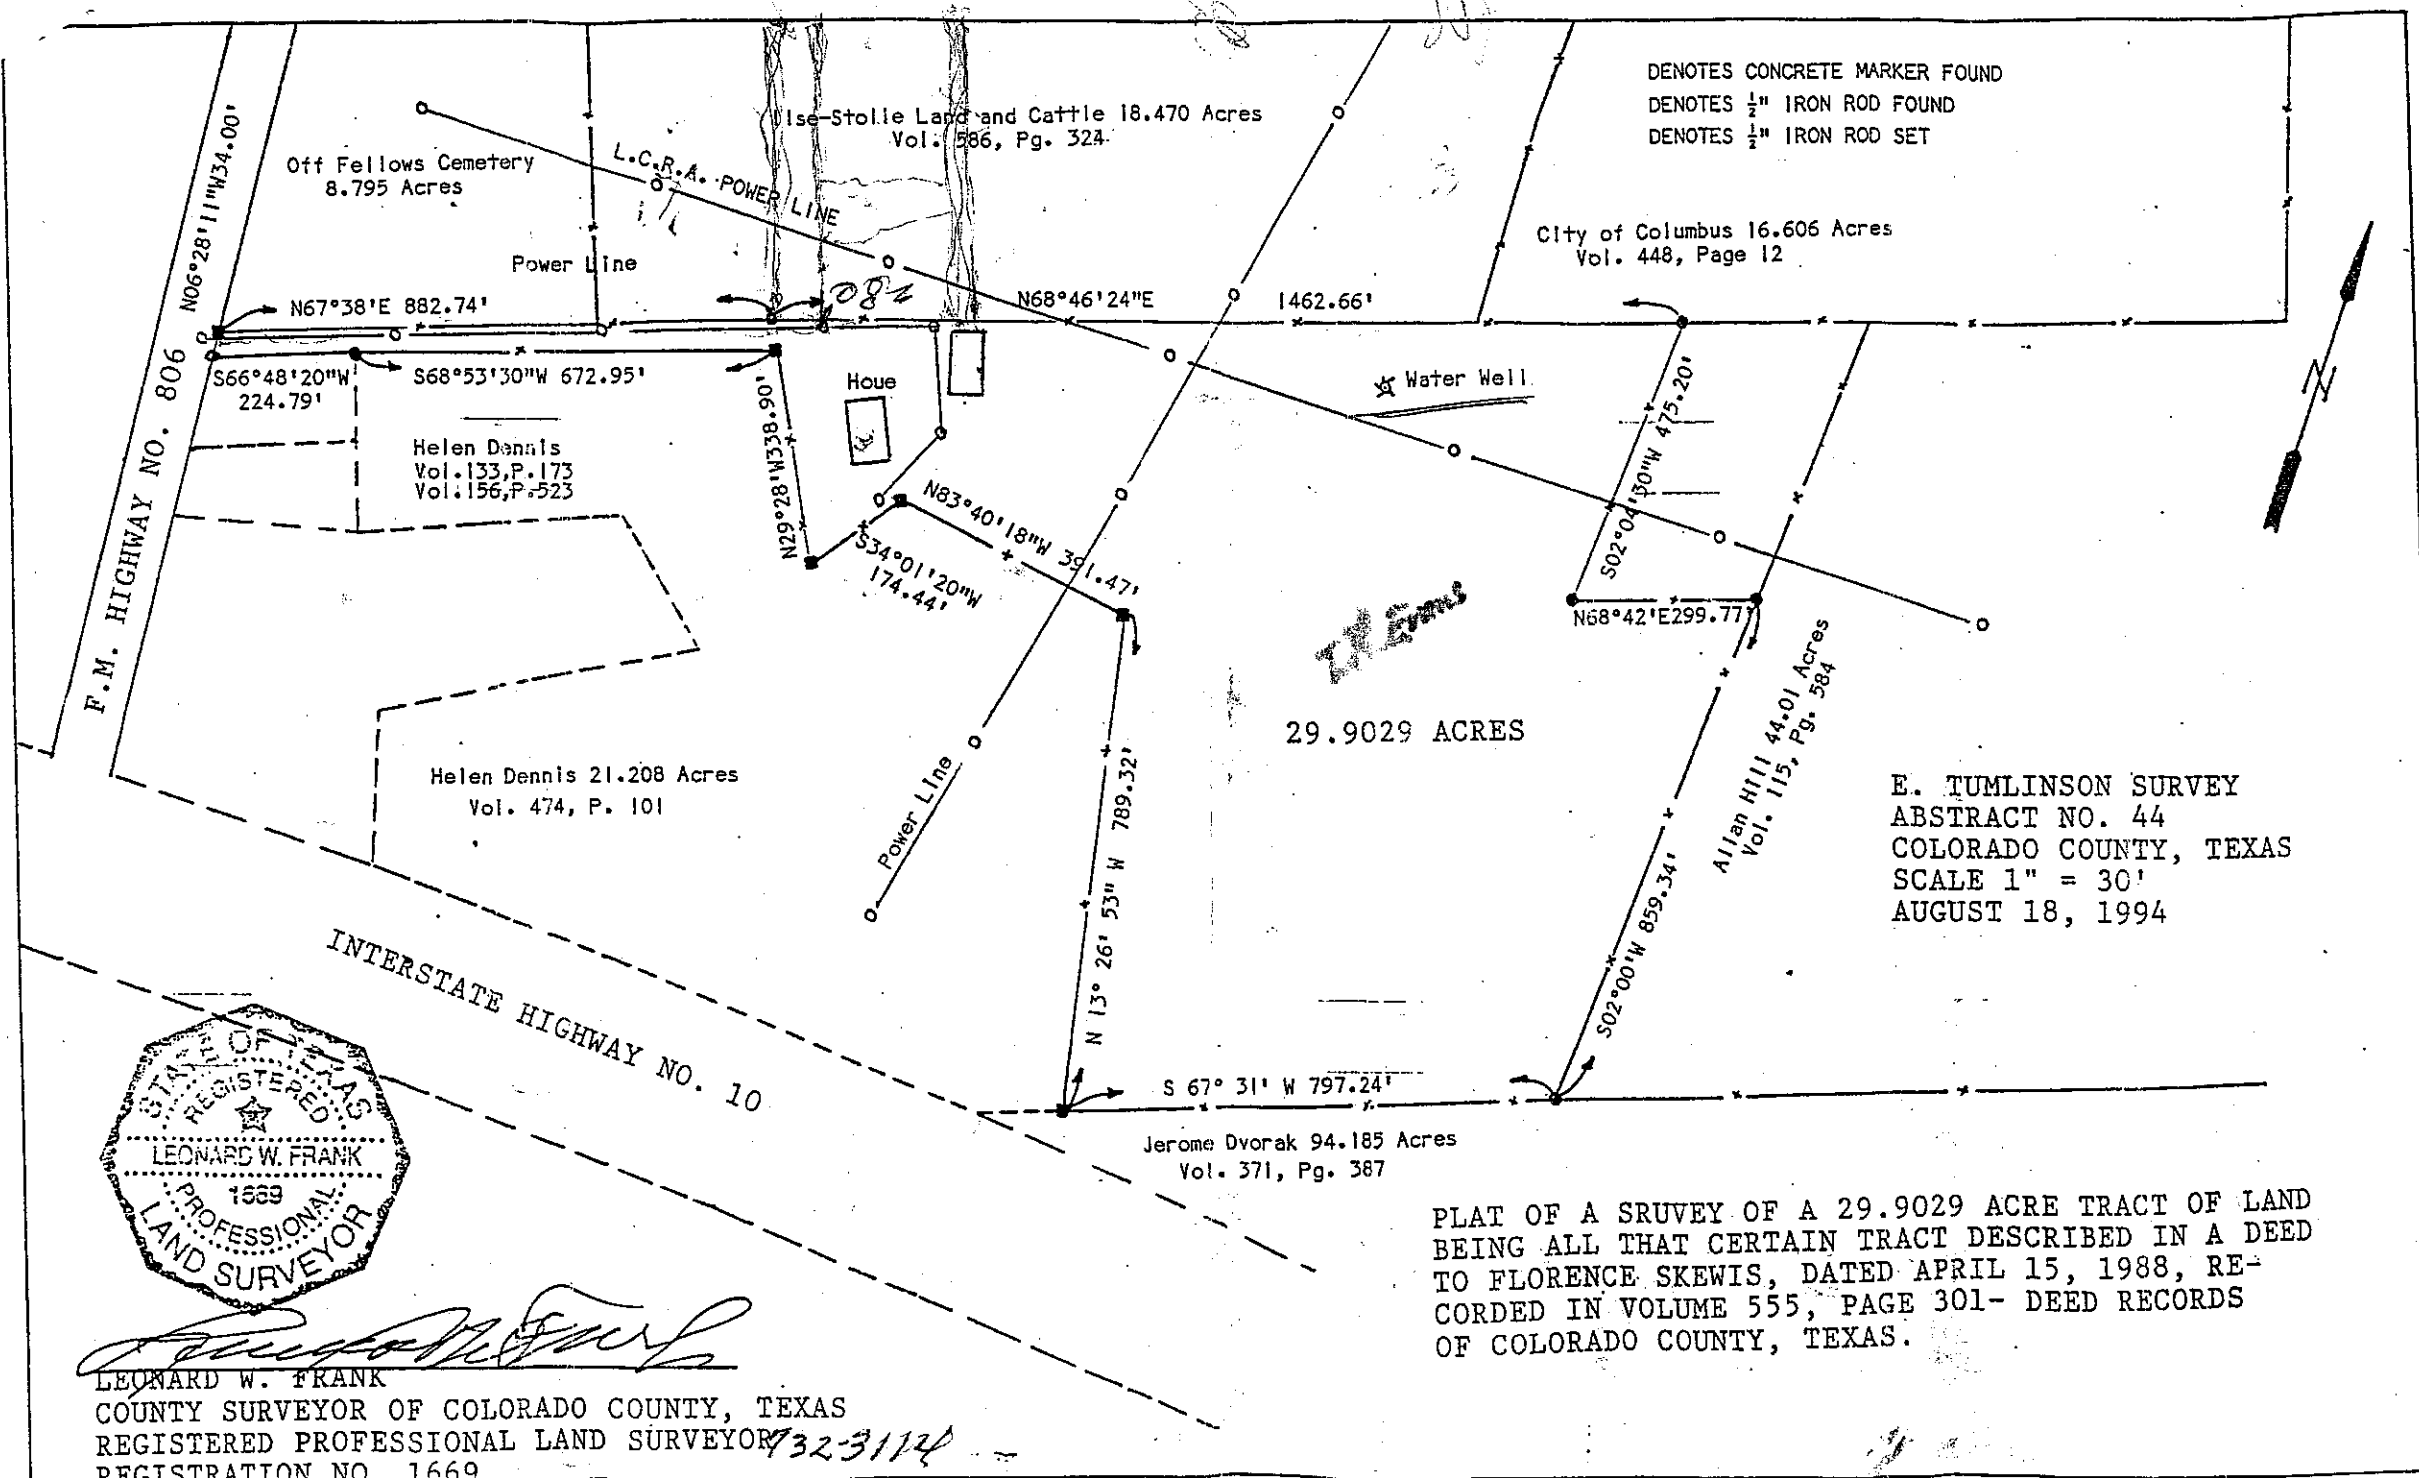 DENOTES CONCRETE MARKER FOUND
DENOTES ½" IRON ROD FOUND
DENOTES ½" IRON ROD SET
N06°28'11"W34.00'
Off Fellows Cemetery
8.795 Acres
Ise-Stolle Land and Cattle 18.470 Acres
Vol. 586, Pg. 324
L.C.R.A. POWER LINE
Power Line
City of Columbus 16.606 Acres
Vol. 448, Page 12
N67°38'E 882.74'
N68°46'24"E
1462.66'
N
S66°48'20"W
224.79'
S68°53'30"W 672.95'
Houe
Water Well
S02°04'30"W 475.20'
Helen Dennis
Vol.133,P.173
Vol.156,P.523
N29°28'W338.90'
N83°40'18"W 391.47'
S34°01'20"W
174.44'
N68°42'E299.77'
F.M. HIGHWAY NO. 806
29.9029 ACRES
Allan Hill 44.01 Acres
Vol. 115, Pg. 584
Helen Dennis 21.208 Acres
Vol. 474, P. 101
Power Line
N 13° 26' 53" W 789.32'
S02°00'W 859.34'
E. TUMLINSON SURVEY
ABSTRACT NO. 44
COLORADO COUNTY, TEXAS
SCALE 1" = 30'
AUGUST 18, 1994
INTERSTATE HIGHWAY NO. 10
S 67° 31' W 797.24'
Jerome Dvorak 94.185 Acres
Vol. 371, Pg. 387
STATE OF TEXAS
REGISTERED
LEONARD W. FRANK
1669
PROFESSIONAL
LAND SURVEYOR
PLAT OF A SRUVEY OF A 29.9029 ACRE TRACT OF LAND
BEING ALL THAT CERTAIN TRACT DESCRIBED IN A DEED
TO FLORENCE SKEWIS, DATED APRIL 15, 1988, RE-
CORDED IN VOLUME 555, PAGE 301- DEED RECORDS
OF COLORADO COUNTY, TEXAS.
LEONARD W. FRANK
COUNTY SURVEYOR OF COLORADO COUNTY, TEXAS
REGISTERED PROFESSIONAL LAND SURVEYOR 732-3114
REGISTRATION NO. 1669